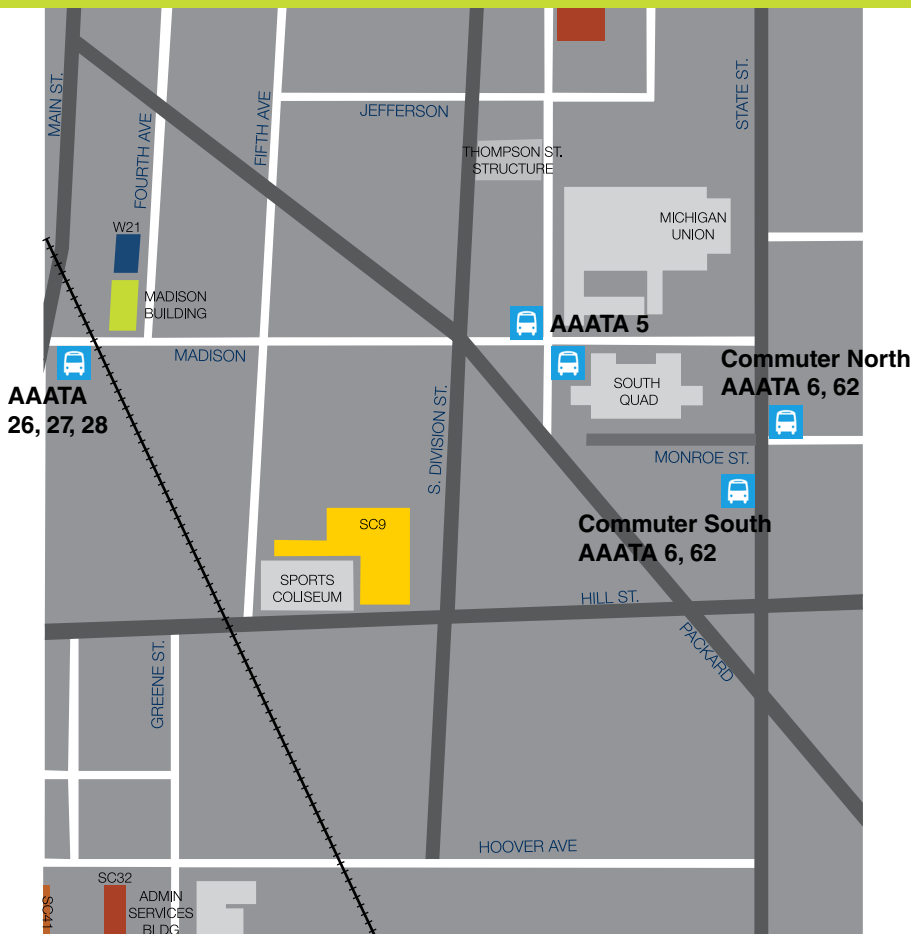 MAIN ST.
FOURTH AVE
FIFTH AVE
JEFFERSON
STATE ST.
THOMPSON ST.
STRUCTURE
MICHIGAN
UNION
W21
MADISON
BUILDING
AAATA 5
MADISON
Commuter North
AAATA 6, 62
SOUTH
QUAD
AAATA
26, 27, 28
S. DIVISION ST.
MONROE ST.
SC9
Commuter South
AAATA 6, 62
SPORTS
COLISEUM
HILL ST.
PACKARD
GREENE ST.
HOOVER AVE
SC32
SC41
ADMIN
SERVICES
BLDG